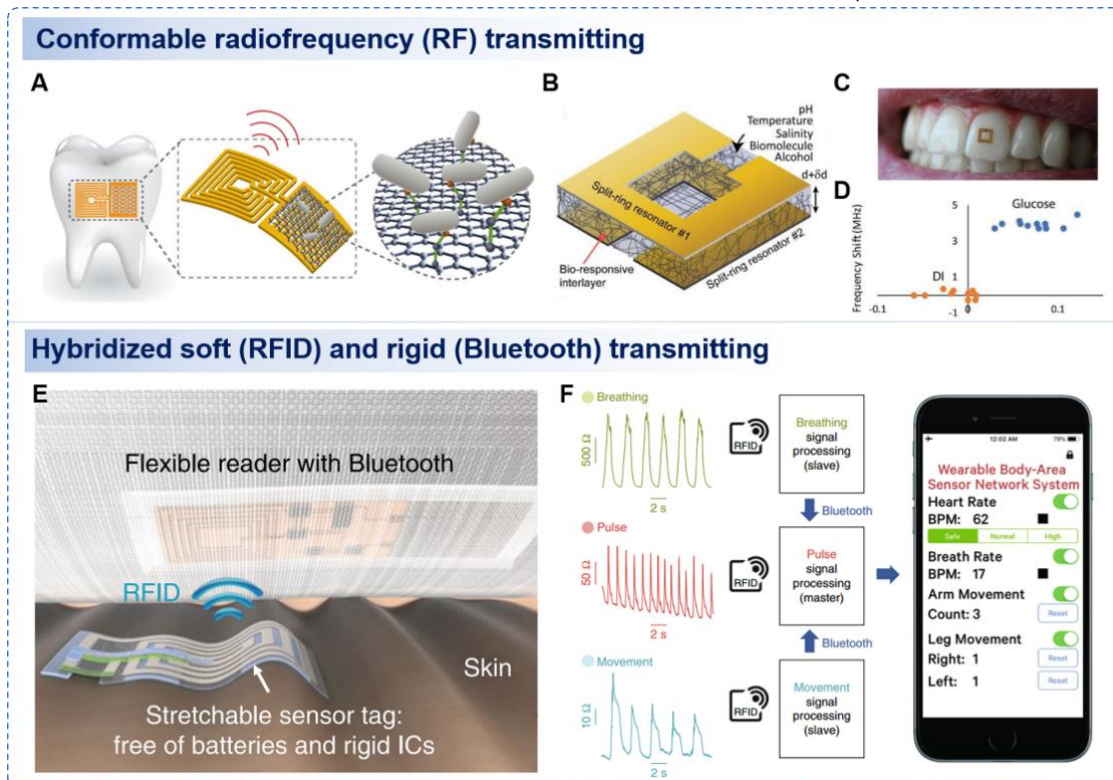 Conformable radiofrequency (RF) transmitting
A
B
pH
Temperature
Salinity
Biomolecule
Alcohol
d+δd
Split-ring resonator #1
Split-ring resonator #2
Bio-responsive
interlayer
C
D
Frequency Shift (MHz)
5
3
1
-1
Glucose
DI
-0.1
0
0.1
Hybridized soft (RFID) and rigid (Bluetooth) transmitting
E
Flexible reader with Bluetooth
RFID
Skin
Stretchable sensor tag:
free of batteries and rigid ICs
F
Breathing
500 Ω
2 s
RFID
Breathing
signal
processing
(slave)
Bluetooth
Pulse
50 Ω
2 s
RFID
Pulse
signal
processing
(master)
Bluetooth
Movement
10 Ω
2 s
RFID
Movement
signal
processing
(slave)
12:02 AM
79%
Wearable Body-Area
Sensor Network System
Heart Rate
BPM: 62
Safe Normal High
Breath Rate
BPM: 17
Arm Movement
Count: 3 Reset
Leg Movement
Right: 1 Reset
Left: 1 Reset